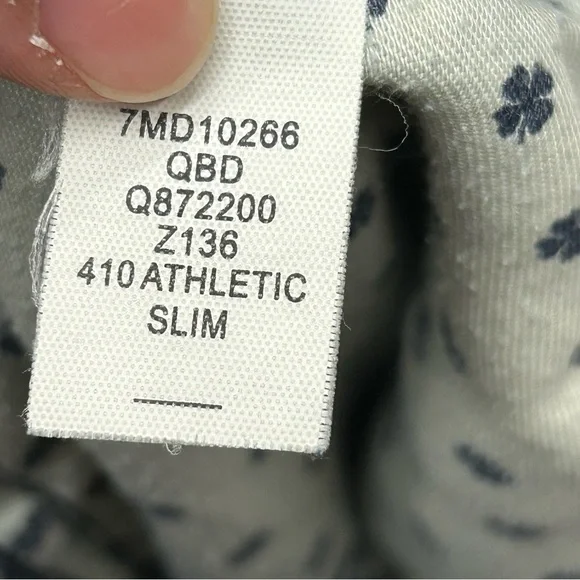 7MD10266
QBD
Q872200
Z136
410 ATHLETIC
SLIM